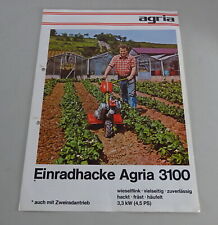 agria
Einradhacke Agria 3100
wieselflink · vielseitig · zuverlässig
hackt · fräst · häufelt
* auch mit Zweiradantrieb
3,3 kW (4,5 PS)